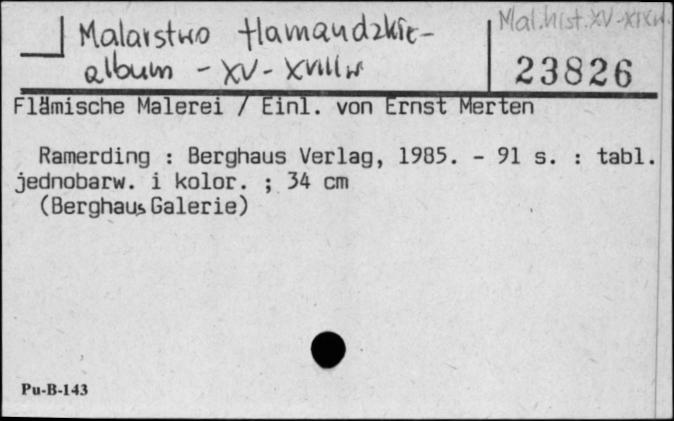 Mal. hist. XV-XIX w.
Malarstwo flamandzkie-
album - XV - XVIII w
23826
Flämische Malerei / Einl. von Ernst Merten
Ramerding : Berghaus Verlag, 1985. - 91 s. : tabl.
jednobarw. i kolor. ; 34 cm
(Berghaus Galerie)
Pu-B-143